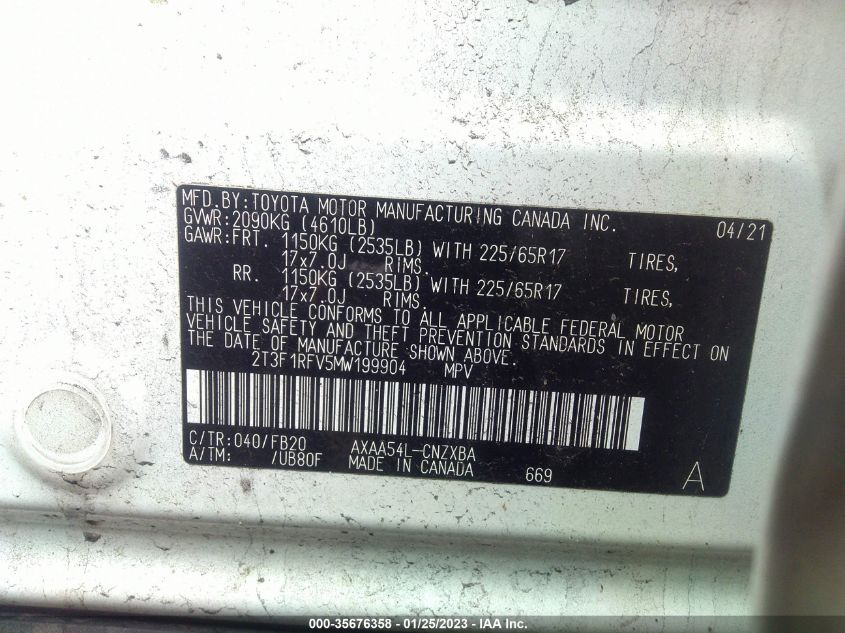 MFD.BY:TOYOTA MOTOR MANUFACTURING CANADA INC. 04/21
GVWR:2090KG (4610LB)
GAWR:FRT. 1150KG (2535LB) WITH 225/65R17 TIRES,
17x7.0J RIMS.
RR. 1150KG (2535LB) WITH 225/65R17 TIRES,
17x7.0J RIMS.
THIS VEHICLE CONFORMS TO ALL APPLICABLE FEDERAL MOTOR
VEHICLE SAFETY AND THEFT PREVENTION STANDARDS IN EFFECT ON
THE DATE OF MANUFACTURE SHOWN ABOVE.
2T3F1RFV5MW199904 MPV
C/TR:040/FB20 AXAA54L-CNZXBA
A/TM: /UB80F MADE IN CANADA 669 A
000-35676358 - 01/25/2023 - IAA Inc.